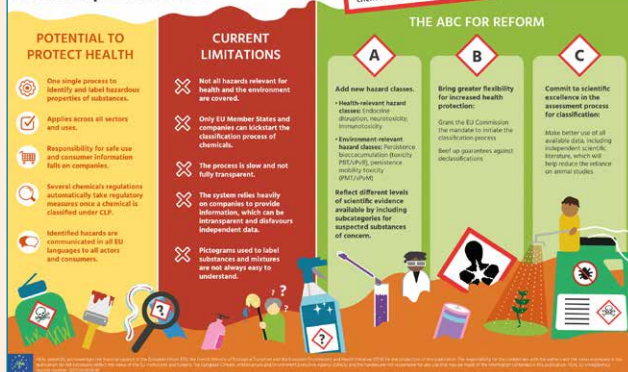 THE ABC FOR REFORM
POTENTIAL TO
PROTECT HEALTH
One single process to
identify and label hazardous
properties of substances.
Applies across all sectors
and uses.
Responsibility for safe use
and consumer information
falls on companies.
Several chemicals regulations
automatically take regulatory
measures once a chemical is
classified under CLP.
Identified hazards are
communicated in all EU
languages to all actors
and consumers.
CURRENT
LIMITATIONS
Not all hazards relevant for
health and the environment
are covered.
Only EU Member States and
companies can kickstart the
classification process of
chemicals.
The process is slow and not
fully transparent.
The system relies heavily
on companies to provide
information, which can be
intransparent and disfavours
independent data.
Pictograms used to label
substances and mixtures
are not always easy to
understand.
A
Add new hazard classes.
• Health-relevant hazard
classes: Endocrine
disruption, neurotoxicity,
immunotoxicity
• Environment-relevant
hazard classes: Persistence
bioccumulation (toxicity
PBT/vPvB), persistence
mobility toxicity
(PMT/vPvM)
Reflect different levels
of scientific evidence
available by including
subcategories for
suspected substances
of concern.
B
Bring greater flexibility
for increased health
protection:
Grant the EU Commission
the mandate to initiate the
classification process
Beef up guarantees against
declassifications
C
Commit to scientific
excellence in the
assessment process
for classification:
Make better use of all
available data, including
independent scientific
literature, which will
help reduce the reliance
on animal studies
?
? ?
?